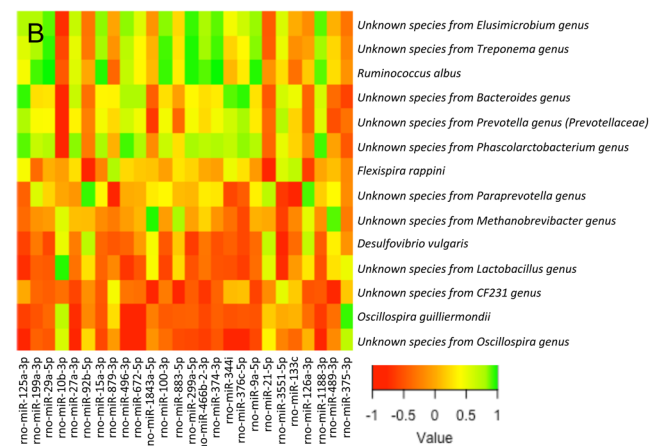 B
Unknown species from Elusimicrobium genus
Unknown species from Treponema genus
Ruminococcus albus
Unknown species from Bacteroides genus
Unknown species from Prevotella genus (Prevotellaceae)
Unknown species from Phascolarctobacterium genus
Flexispira rappini
Unknown species from Paraprevotella genus
Unknown species from Methanobrevibacter genus
Desulfovibrio vulgaris
Unknown species from Lactobacillus genus
Unknown species from CF231 genus
Oscillospira guilliermondii
Unknown species from Oscillospira genus
rno-miR-125a-3p
rno-miR-199a-3p
rno-miR-29a-5p
rno-miR-10b-3p
rno-miR-27a-3p
rno-miR-92b-5p
rno-miR-15a-3p
rno-miR-879-3p
rno-miR-496-3p
rno-miR-672-5p
no-miR-1843a-5p
rno-miR-100-3p
rno-miR-883-5p
rno-miR-299a-5p
no-miR-466b-2-3p
rno-miR-374-3p
rno-miR-344i
rno-miR-376c-5p
rno-miR-9a-5p
rno-miR-21-5p
rno-miR-3551-5p
rno-miR-133c
rno-miR-126a-3p
rno-miR-1188-3p
rno-miR-489-3p
rno-miR-375-3p
-1 -0.5 0 0.5 1
Value